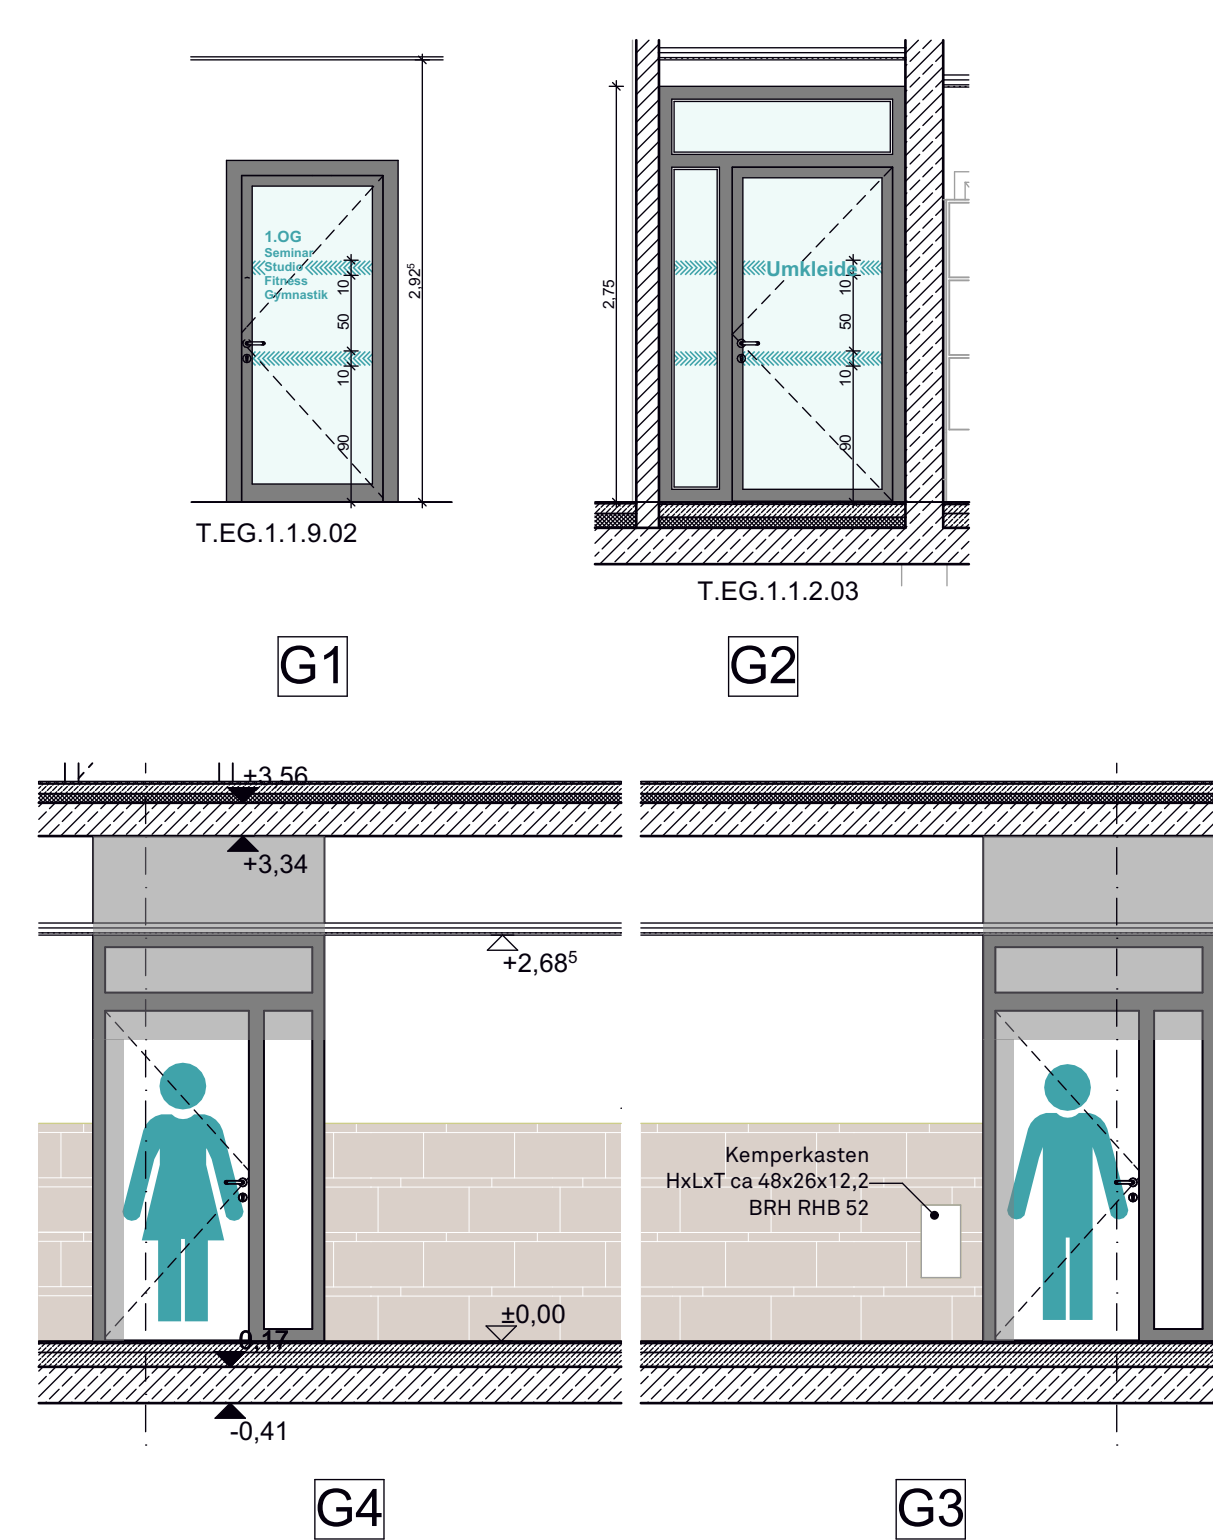 1.OG
Seminar
Studio
Fitness
Gymnastik
10
50
10
90
2,92⁵
T.EG.1.1.9.02
G1
2,75
Umkleide
10
50
10
90
T.EG.1.1.2.03
G2
+3,56
+3,34
+2,68⁵
±0,00
0,17
-0,41
G4
Kemperkasten
HxLxT ca 48x26x12,2
BRH RHB 52
G3